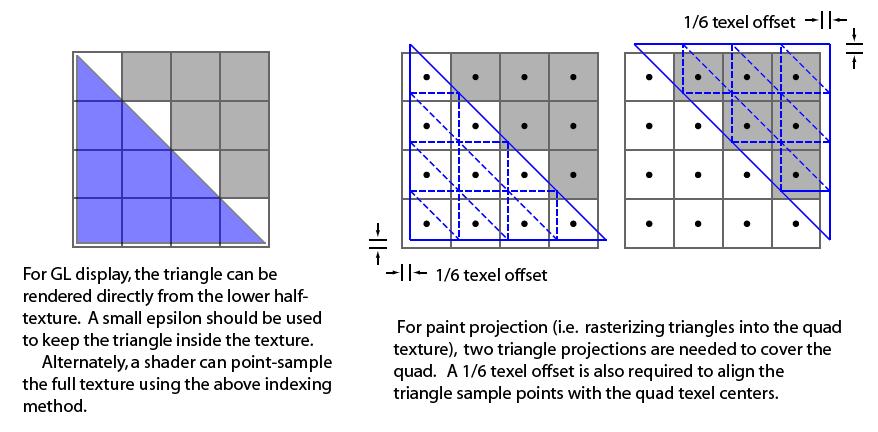 1/6 texel offset
1/6 texel offset
For GL display, the triangle can be
rendered directly from the lower half-
texture. A small epsilon should be used
to keep the triangle inside the texture.
Alternately, a shader can point-sample
the full texture using the above indexing
method.
For paint projection (i.e. rasterizing triangles into the quad
texture), two triangle projections are needed to cover the
quad. A 1/6 texel offset is also required to align the
triangle sample points with the quad texel centers.